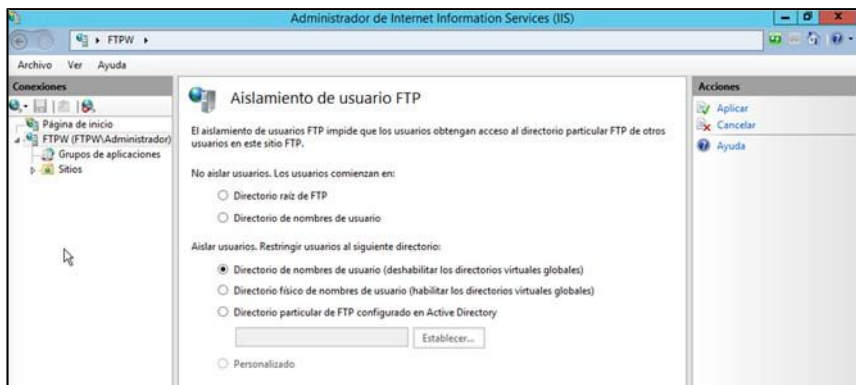 Administrador de Internet Information Services (IIS)
FTPW
Archivo Ver Ayuda
Conexiones
Página de inicio
FTPW (FTPW\Administrador)
Grupos de aplicaciones
Sitios
Aislamiento de usuario FTP
El aislamiento de usuarios FTP impide que los usuarios obtengan acceso al directorio particular FTP de otros
usuarios en este sitio FTP.
No aislar usuarios. Los usuarios comienzan en:
Directorio raíz de FTP
Directorio de nombres de usuario
Aislar usuarios. Restringir usuarios al siguiente directorio:
Directorio de nombres de usuario (deshabilitar los directorios virtuales globales)
Directorio físico de nombres de usuario (habilitar los directorios virtuales globales)
Directorio particular de FTP configurado en Active Directory
Establecer...
Personalizado
Acciones
Aplicar
Cancelar
Ayuda